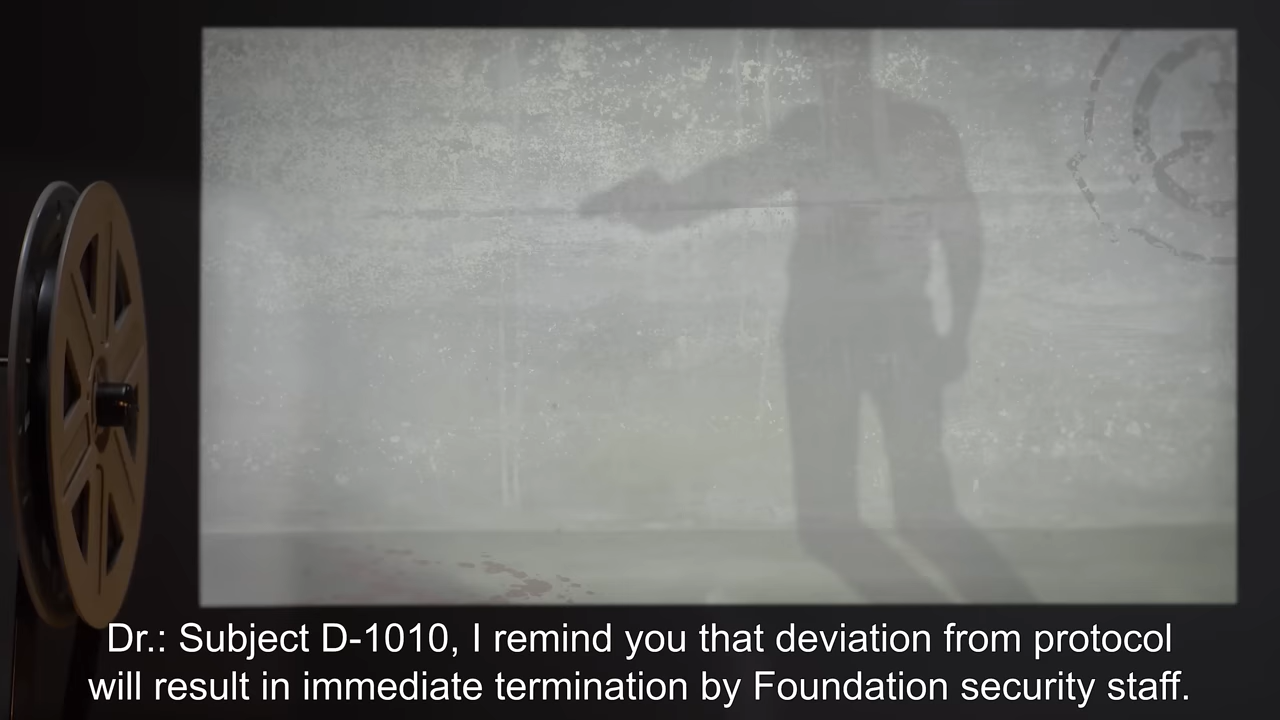 Dr.: Subject D-1010, I remind you that deviation from protocol
will result in immediate termination by Foundation security staff.